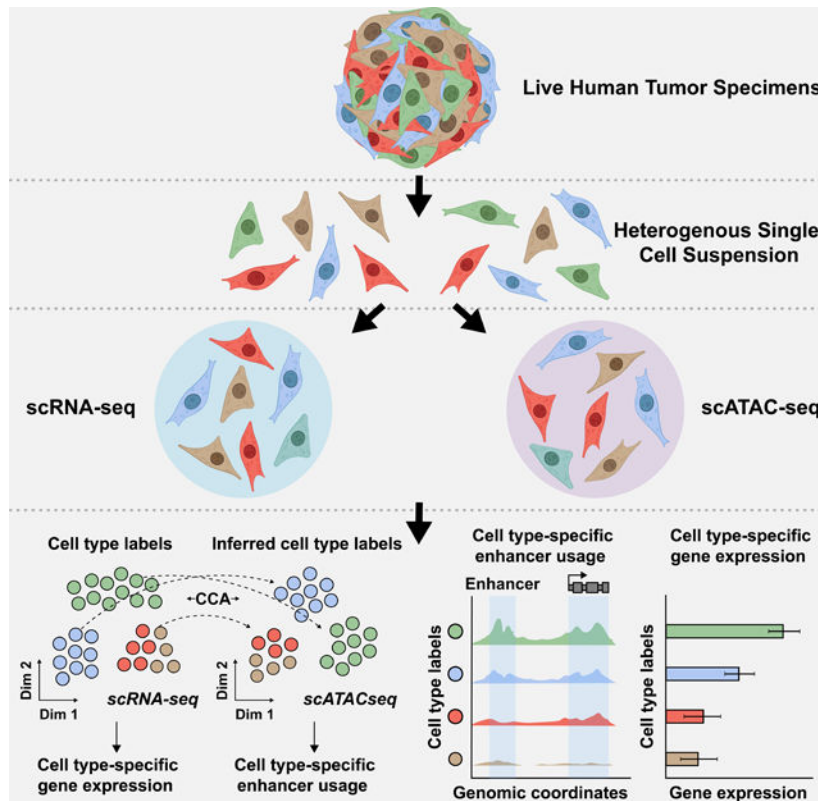 Live Human Tumor Specimens
Heterogenous Single
Cell Suspension
scRNA-seq
scATAC-seq
Cell type labels
Inferred cell type labels
CCA
Dim 2
Dim 1
scRNA-seq
Dim 2
Dim 1
scATACseq
Cell type-specific
gene expression
Cell type-specific
enhancer usage
Cell type-specific
enhancer usage
Enhancer
Cell type labels
Genomic coordinates
Cell type-specific
gene expression
Cell type labels
Gene expression